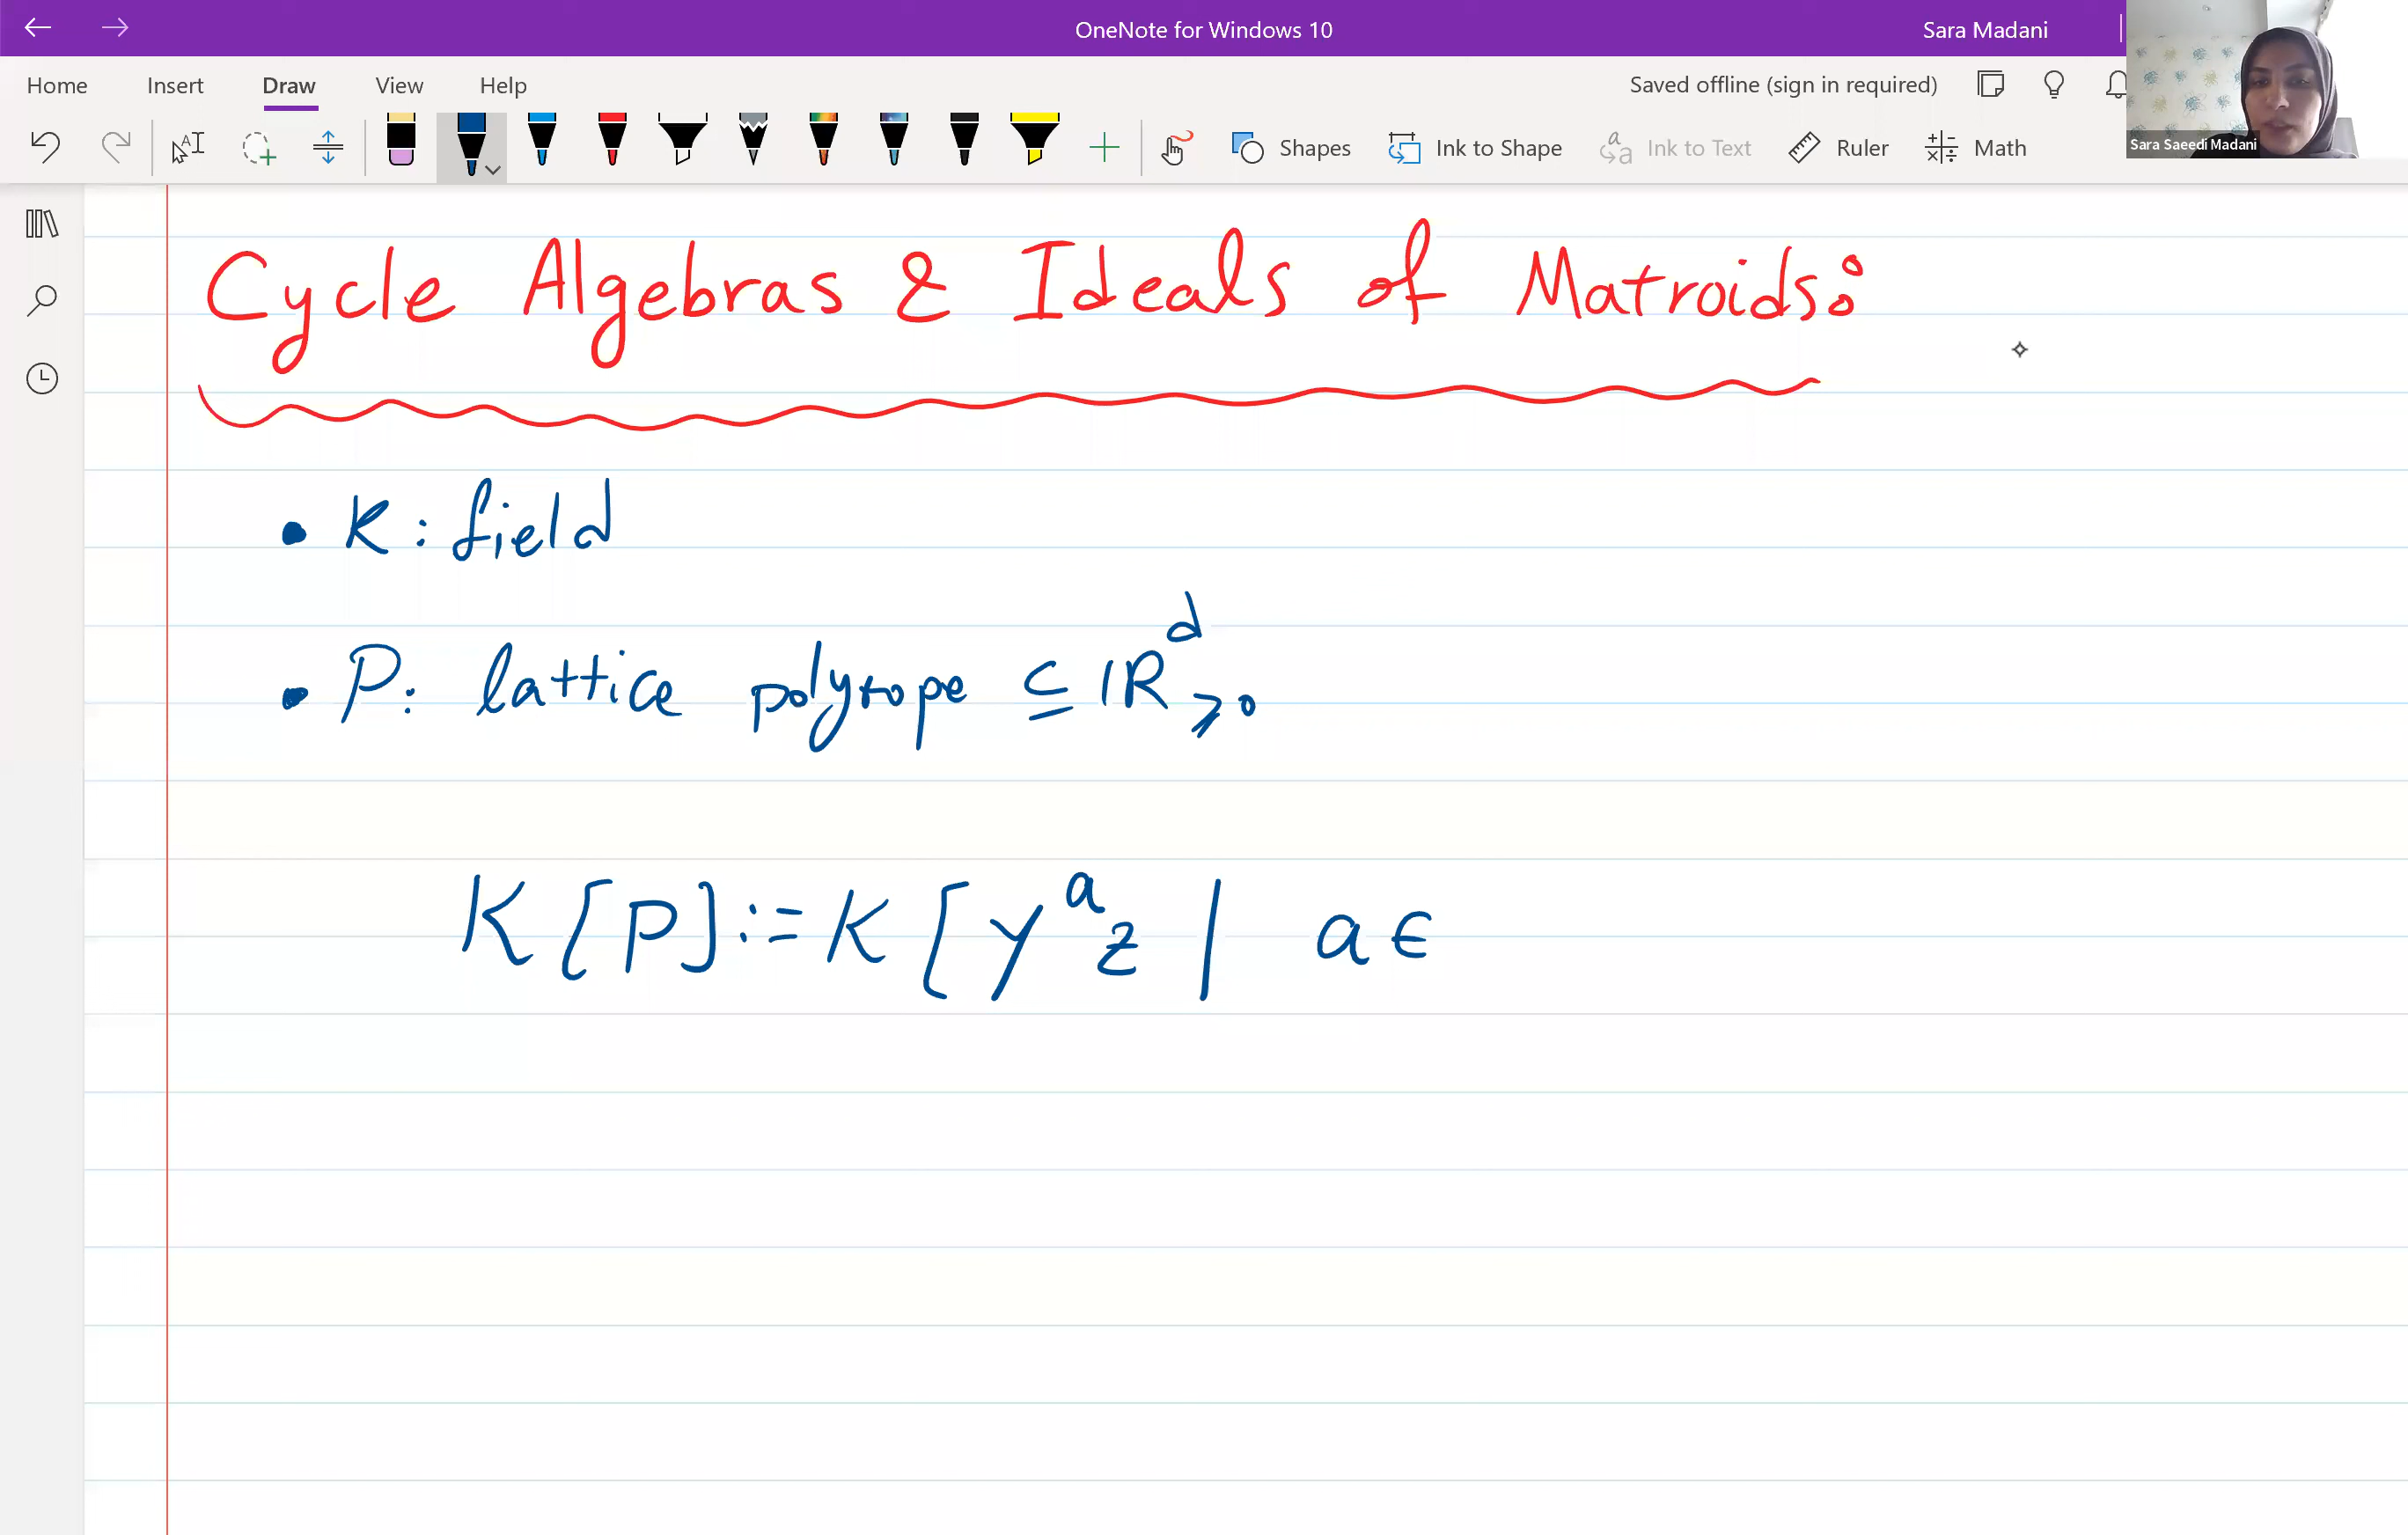 OneNote for Windows 10
Sara Madani
Home Insert Draw View Help
Saved offline (sign in required)
Shapes Ink to Shape Ink to Text Ruler Math
Sara Saeedi Madani
Cycle Algebras & Ideals of Matroids:
• K : field
• P : lattice polytope ⊆ ℝ^d_≥0
K[P] := K[y^a z | a ∈